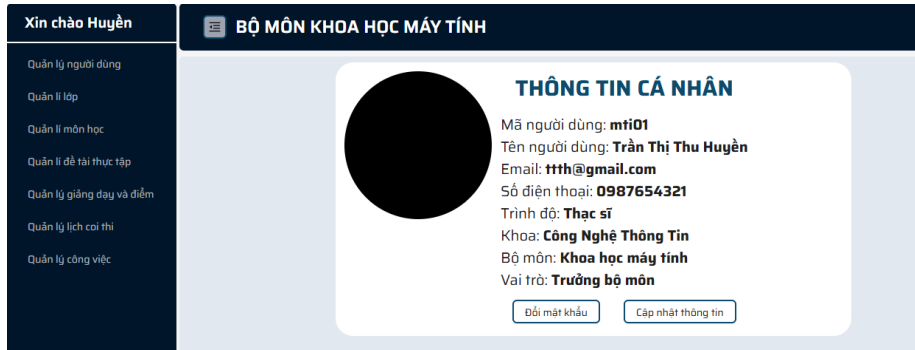 Xin chào Huyền
BỘ MÔN KHOA HỌC MÁY TÍNH
Quản lý người dùng
Quản lí lớp
Quản lí môn học
Quản lí đề tài thực tập
Quản lý giảng dạy và điểm
Quản lý lịch coi thi
Quản lý công việc
THÔNG TIN CÁ NHÂN
Mã người dùng: mti01
Tên người dùng: Trần Thị Thu Huyền
Email: ttth@gmail.com
Số điện thoại: 0987654321
Trình độ: Thạc sĩ
Khoa: Công Nghệ Thông Tin
Bộ môn: Khoa học máy tính
Vai trò: Trưởng bộ môn
Đổi mật khẩu
Cập nhật thông tin